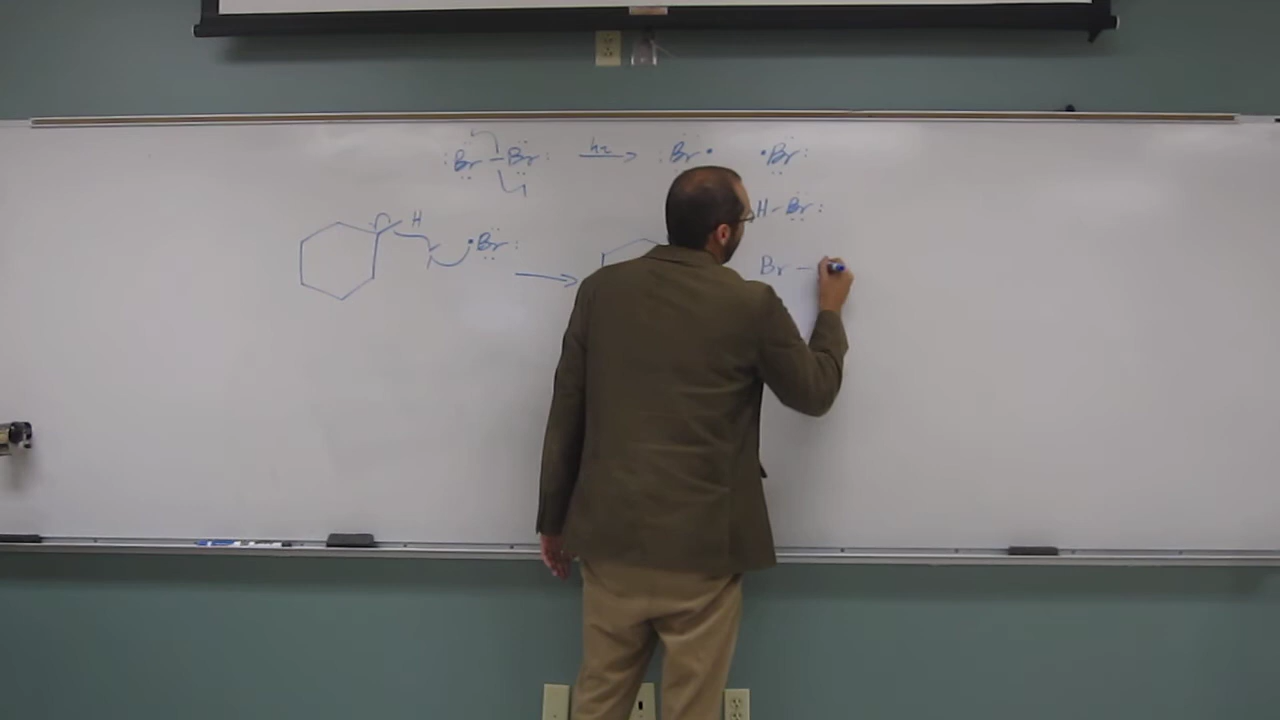 :Br – Br: hν → :Br• •Br:
H – Br:
H •Br: →
Br –